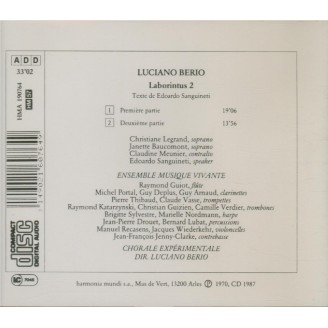 A D D
33'02
HMA 190764
LUCIANO BERIO
Laborintus 2
Texte de Edoardo Sanguineti
1 Première partie 19'06
2 Deuxième partie 13'56
Christiane Legrand, soprano
Janette Baucomont, soprano
Claudine Meunier, contralto
Edoardo Sanguineti, speaker
ENSEMBLE MUSIQUE VIVANTE
Raymond Guiot, flûte
Michel Portal, Guy Deplus, Guy Arnaud, clarinettes
Pierre Thibaud, Claude Vasse, trompettes
Raymond Katarzynski, Christian Guizien, Camille Verdier, trombones
Brigitte Sylvestre, Marielle Nordmann, harpe
Jean-Pierre Drouet, Bernard Lubat, percussions
Manuel Recasens, Jacques Wiederkehr, violoncelles
Jean-François Jenny-Clarke, contrebasse
CHORALE EXPÉRIMENTALE
DIR. LUCIANO BERIO
COMPACT
disc
DIGITAL AUDIO
harmonia mundi s.a., Mas de Vert, 13200 Arles Ⓟ 1970, CD 1987